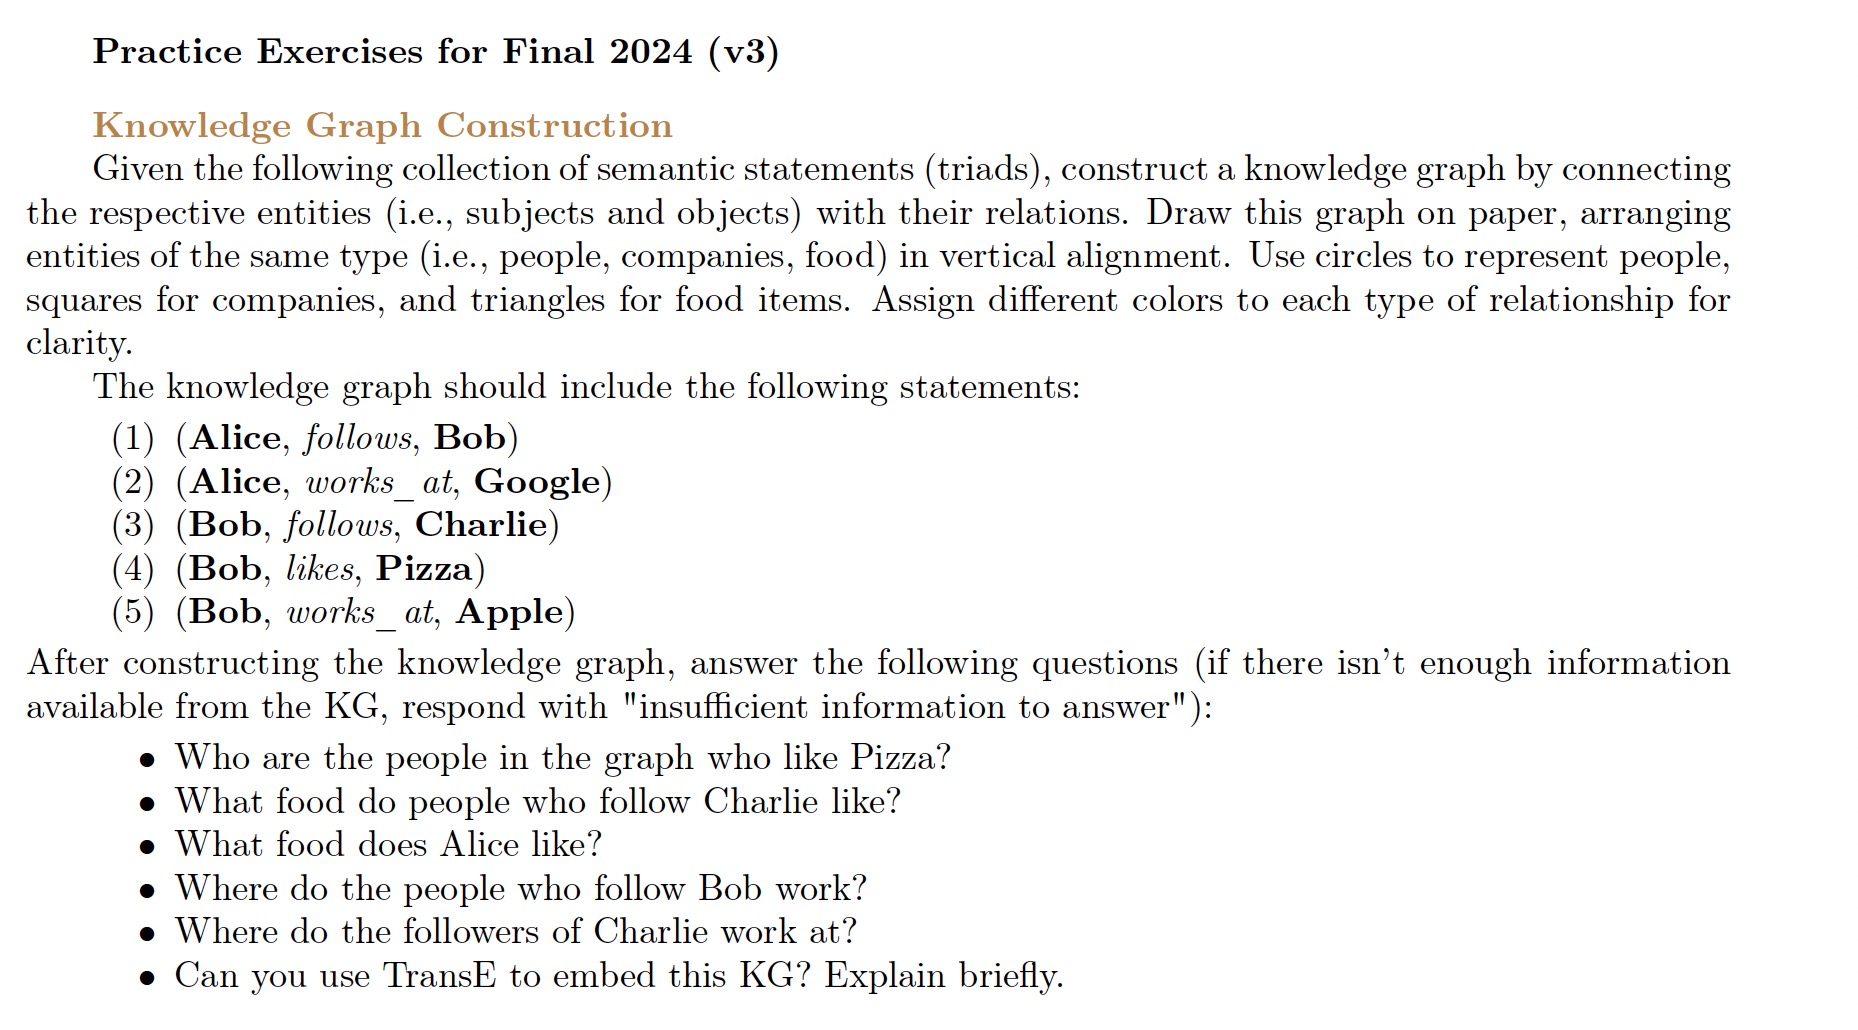 Practice Exercises for Final 2024 (v3)
Knowledge Graph Construction
Given the following collection of semantic statements (triads), construct a knowledge graph by connecting
the respective entities (i.e., subjects and objects) with their relations. Draw this graph on paper, arranging
entities of the same type (i.e., people, companies, food) in vertical alignment. Use circles to represent people,
squares for companies, and triangles for food items. Assign different colors to each type of relationship for
clarity.
The knowledge graph should include the following statements:
(1) (Alice, follows, Bob)
(2) (Alice, works_at, Google)
(3) (Bob, follows, Charlie)
(4) (Bob, likes, Pizza)
(5) (Bob, works_at, Apple)
After constructing the knowledge graph, answer the following questions (if there isn't enough information
available from the KG, respond with "insufficient information to answer"):
• Who are the people in the graph who like Pizza?
• What food do people who follow Charlie like?
• What food does Alice like?
• Where do the people who follow Bob work?
• Where do the followers of Charlie work at?
• Can you use TransE to embed this KG? Explain briefly.